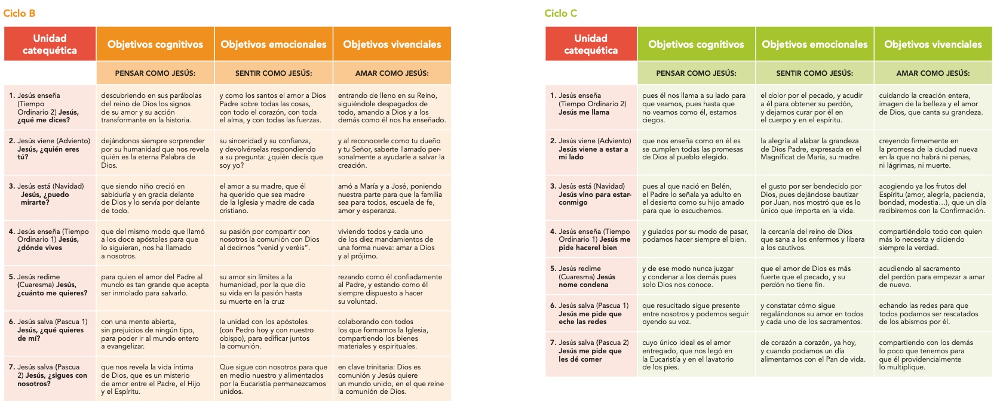 Ciclo B
Unidad
catequética
Objetivos cognitivos
Objetivos emocionales
Objetivos vivenciales
PENSAR COMO JESÚS:
SENTIR COMO JESÚS:
AMAR COMO JESÚS:
1. Jesús enseña
(Tiempo
Ordinario 2) Jesús,
¿qué me dices?
descubriendo en sus parábolas
del reino de Dios los signos
de su amor y su acción
transformante en la historia.
y como los santos el amor a Dios
Padre sobre todas las cosas,
con todo el corazón, con toda
el alma, y con todas las fuerzas.
entrando de lleno en su Reino,
siguiéndole despagados de
todo, amando a Dios y a los
demás como él nos ha enseñado.
2. Jesús viene (Adviento)
Jesús, ¿quién eres
tú?
dejándonos siempre sorprender
por su humanidad que nos revela
quién es la eterna Palabra de
Dios.
su sinceridad y su confianza,
y devolvérselas respondiendo
a su pregunta: ¿quién decís que
soy yo?
y al reconocerle como tu dueño
y tu Señor, saberte llamado per-
sonalmente a ayudarle a salvar la
creación.
3. Jesús está (Navidad)
Jesús, ¿puedo
mirarte?
que siendo niño creció en
sabiduría y en gracia delante
de Dios y lo servía por delante
de todo.
el amor a su madre, que él
ha querido que sea madre
de la Iglesia y madre de cada
cristiano.
amó a María y a José, poniendo
nuestra parte para que la familia
sea para todos, escuela de fe,
amor y esperanza.
4. Jesús enseña (Tiempo
Ordinario 1) Jesús,
¿dónde vives
que del mismo modo que llamó
a los doce apóstoles para que
lo siguieran, nos ha llamado
a nosotros.
su pasión por compartir con
nosotros la comunión con Dios
al decirnos “venid y veréis”.
viviendo todos y cada uno
de los diez mandamientos de
una forma nueva: amar a Dios
y al prójimo.
5. Jesús redime
(Cuaresma) Jesús,
¿cuánto me quieres?
para quien el amor del Padre al
mundo es tan grande que acepta
ser inmolado para salvarlo.
su amor sin límites a la
humanidad, por la que dio
su vida en la pasión hasta
su muerte en la cruz
rezando como él confiadamente
al Padre, y estando como él
siempre dispuesto a hacer
su voluntad.
6. Jesús salva (Pascua 1)
Jesús, ¿qué quieres
de mí?
con una mente abierta,
sin prejuicios de ningún tipo,
para poder ir al mundo entero
a evangelizar.
la unidad con los apóstoles
(con Pedro hoy y con nuestro
obispo), para edificar juntos
la comunión.
colaborando con todos
los que formamos la Iglesia,
compartiendo los bienes
materiales y espirituales.
7. Jesús salva (Pascua
2) Jesús, ¿sigues con
nosotros?
que nos revela la vida íntima
de Dios, que es un misterio
de amor entre el Padre, el Hijo
y el Espíritu.
Que sigue con nosotros para que
en medio nuestro y alimentados
por la Eucaristía permanezcamos
unidos.
en clave trinitaria: Dios es
comunión y Jesús quiere
un mundo unido, en el que reine
la comunión de Dios.
Ciclo C
Unidad
catequética
Objetivos cognitivos
Objetivos emocionales
Objetivos vivenciales
PENSAR COMO JESÚS:
SENTIR COMO JESÚS:
AMAR COMO JESÚS:
1. Jesús enseña
(Tiempo Ordinario 2)
Jesús me llama
pues él nos llama a su lado para
que veamos, pues hasta que
no veamos como él, estamos
ciegos.
el dolor por el pecado, y acudir
a él para obtener su perdón,
y dejarnos curar por él en
el cuerpo y en el espíritu.
cuidando la creación entera,
imagen de la belleza y el amor
de Dios, que canta su grandeza.
2. Jesús viene (Adviento)
Jesús viene a estar a
mi lado
que nos enseña como en él es
se cumplen todas las promesas
de Dios al pueblo elegido.
la alegría al alabar la grandeza
de Dios Padre, expresada en el
Magníficat de María, su madre.
creyendo firmemente en
la promesa de la ciudad nueva
en la que no habrá ni penas,
ni lágrimas, ni muerte.
3. Jesús está (Navidad)
Jesús vino para estar-
conmigo
pues al que nació en Belén,
el Padre lo señala ya adulto en
el desierto como su hijo amado
para que lo escuchemos.
el gusto por ser bendecido por
Dios, pues dejándose bautizar
por Juan, nos mostró que es lo
único que importa en la vida.
acogiendo ya los frutos del
Espíritu (amor, alegría, paciencia,
bondad, modestia…), que un día
recibiremos con la Confirmación.
4. Jesús enseña (Tiempo
Ordinario 1) Jesús me
pide hacerel bien
y guiados por su modo de pasar,
podamos hacer siempre el bien.
la cercanía del reino de Dios
que sana a los enfermos y libera
a los cautivos.
compartiéndolo todo con quien
más lo necesita y diciendo
siempre la verdad.
5. Jesús redime
(Cuaresma) Jesús
nome condena
y de ese modo nunca juzgar
y condenar a los demás pues
solo Dios nos conoce.
que el amor de Dios es más
fuerte que el pecado, y su
perdón no tiene fin.
acudiendo al sacramento
del perdón para empezar a amar
de nuevo.
6. Jesús salva (Pascua 1)
Jesús me pide que
eche las redes
que resucitado sigue presente
entre nosotros y podemos seguir
oyendo su voz.
y constatar cómo sigue
regalándonos su amor en todos
y cada uno de los sacramentos.
echando las redes para que
todos podamos ser rescatados
de los abismos por él.
7. Jesús salva (Pascua 2)
Jesús me pide que
les dé comer
cuyo único ideal es el amor
entregado, que nos legó en
la Eucaristía y en el lavatorio
de los pies.
de corazón a corazón, ya hoy,
y cuando podamos un día
alimentarnos con el Pan de vida.
compartiendo con los demás
lo poco que tenemos para
que él providencialmente
lo multiplique.